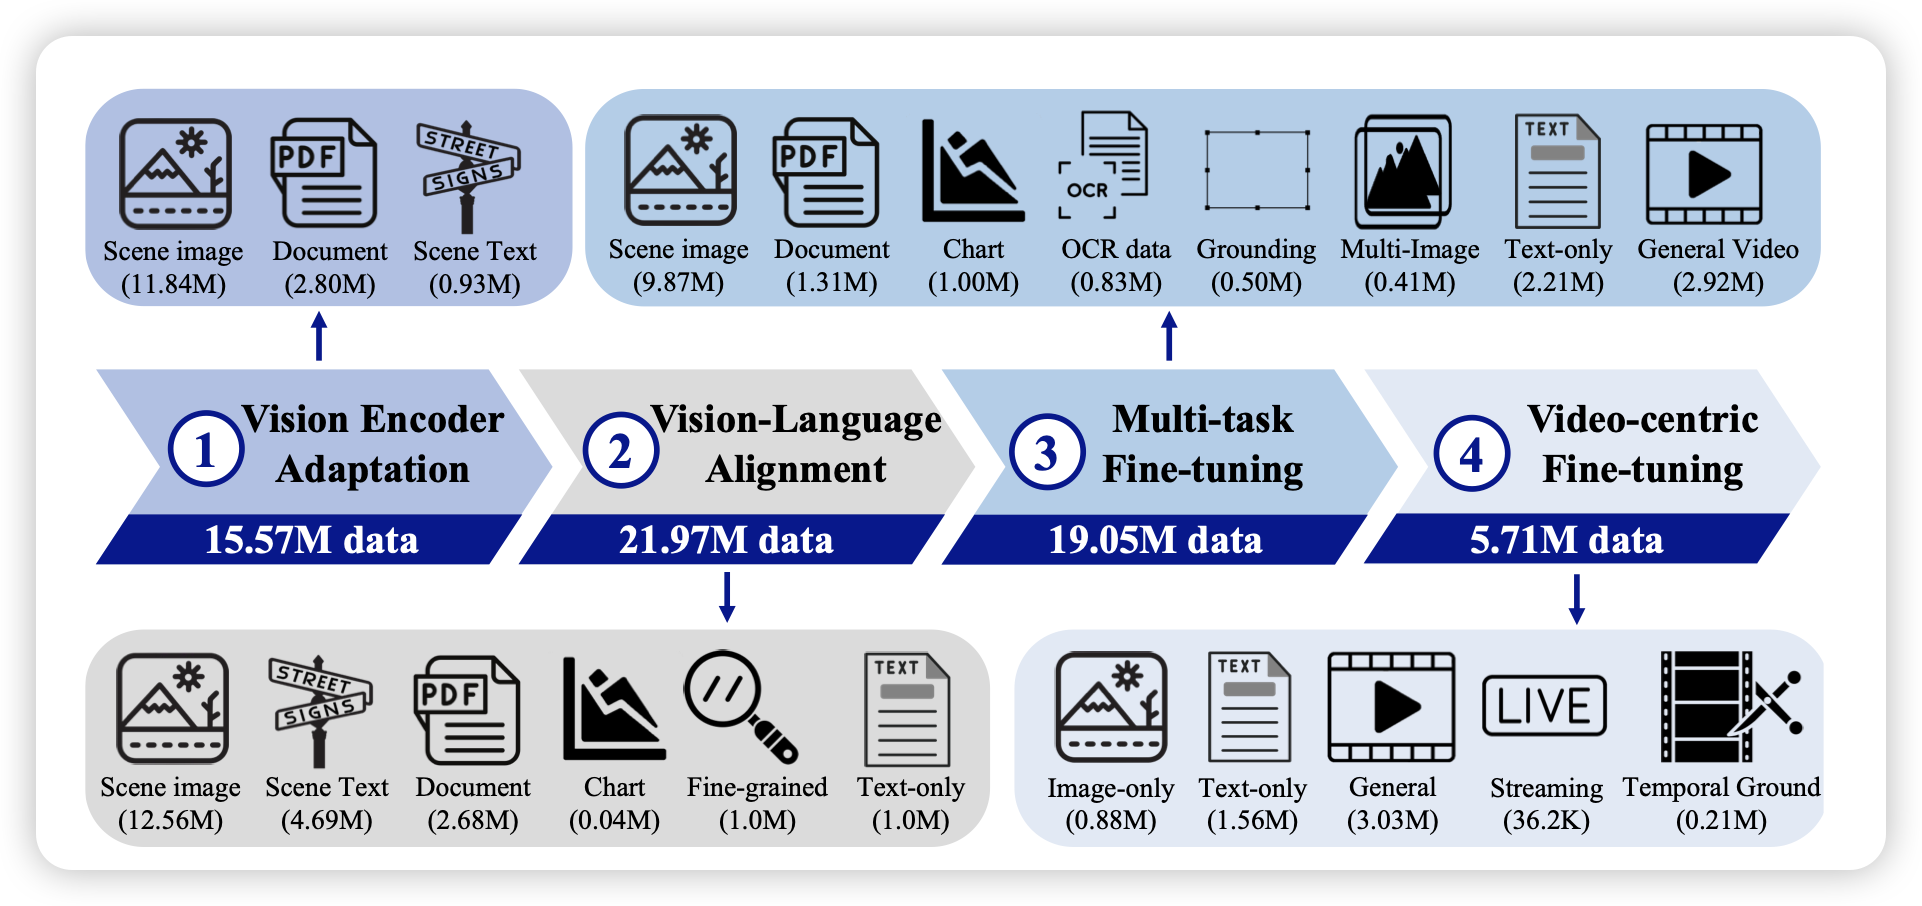 PDF
STREET
SIGNS
Scene image
(11.84M)
Document
(2.80M)
Scene Text
(0.93M)
PDF
OCR
TEXT
Scene image
(9.87M)
Document
(1.31M)
Chart
(1.00M)
OCR data
(0.83M)
Grounding
(0.50M)
Multi-Image
(0.41M)
Text-only
(2.21M)
General Video
(2.92M)
1
Vision Encoder
Adaptation
15.57M data
2
Vision-Language
Alignment
21.97M data
3
Multi-task
Fine-tuning
19.05M data
4
Video-centric
Fine-tuning
5.71M data
STREET
SIGNS
PDF
TEXT
Scene image
(12.56M)
Scene Text
(4.69M)
Document
(2.68M)
Chart
(0.04M)
Fine-grained
(1.0M)
Text-only
(1.0M)
TEXT
LIVE
Image-only
(0.88M)
Text-only
(1.56M)
General
(3.03M)
Streaming
(36.2K)
Temporal Ground
(0.21M)